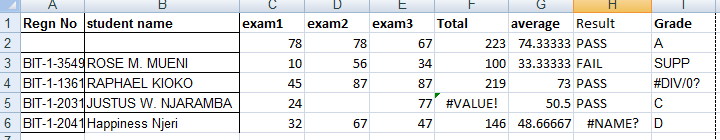 A B C D E F G H I
1 Regn No student name exam1 exam2 exam3 Total average Result Grade
2 78 78 67 223 74.33333 PASS A
3 BIT-1-3549 ROSE M. MUENI 10 56 34 100 33.33333 FAIL SUPP
4 BIT-1-1361 RAPHAEL KIOKO 45 87 87 219 73 PASS #DIV/0?
5 BIT-1-2031 JUSTUS W. NJARAMBA 24 77 #VALUE! 50.5 PASS C
6 BIT-1-2041 Happiness Njeri 32 67 47 146 48.66667 #NAME? D